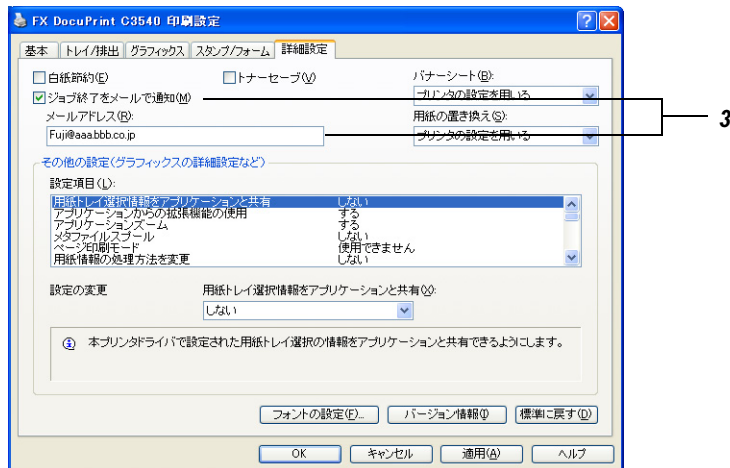 FX DocuPrint C3540 印刷設定
基本 トレイ/排出 グラフィックス スタンプ/フォーム 詳細設定
白紙節約(E) トナーセーブ(V) バナーシート(B):
プリンタの設定を用いる
ジョブ終了をメールで通知(M)
メールアドレス(R): 用紙の置き換え(S):
Fuji@aaa.bbb.co.jp プリンタの設定を用いる
3
その他の設定(グラフィックスの詳細設定など)
設定項目(L):
用紙トレイ選択情報をアプリケーションと共有 しない
アプリケーションからの拡張機能の使用 する
アプリケーションズーム する
メタファイルスプール しない
ページ印刷モード 使用できません
用紙情報の処理方法を変更 しない
設定の変更 用紙トレイ選択情報をアプリケーションと共有(X):
しない
本プリンタドライバで設定された用紙トレイ選択の情報をアプリケーションと共有できるようにします。
フォントの設定(F)... バージョン情報(I) 標準に戻す(D)
OK キャンセル 適用(A) ヘルプ